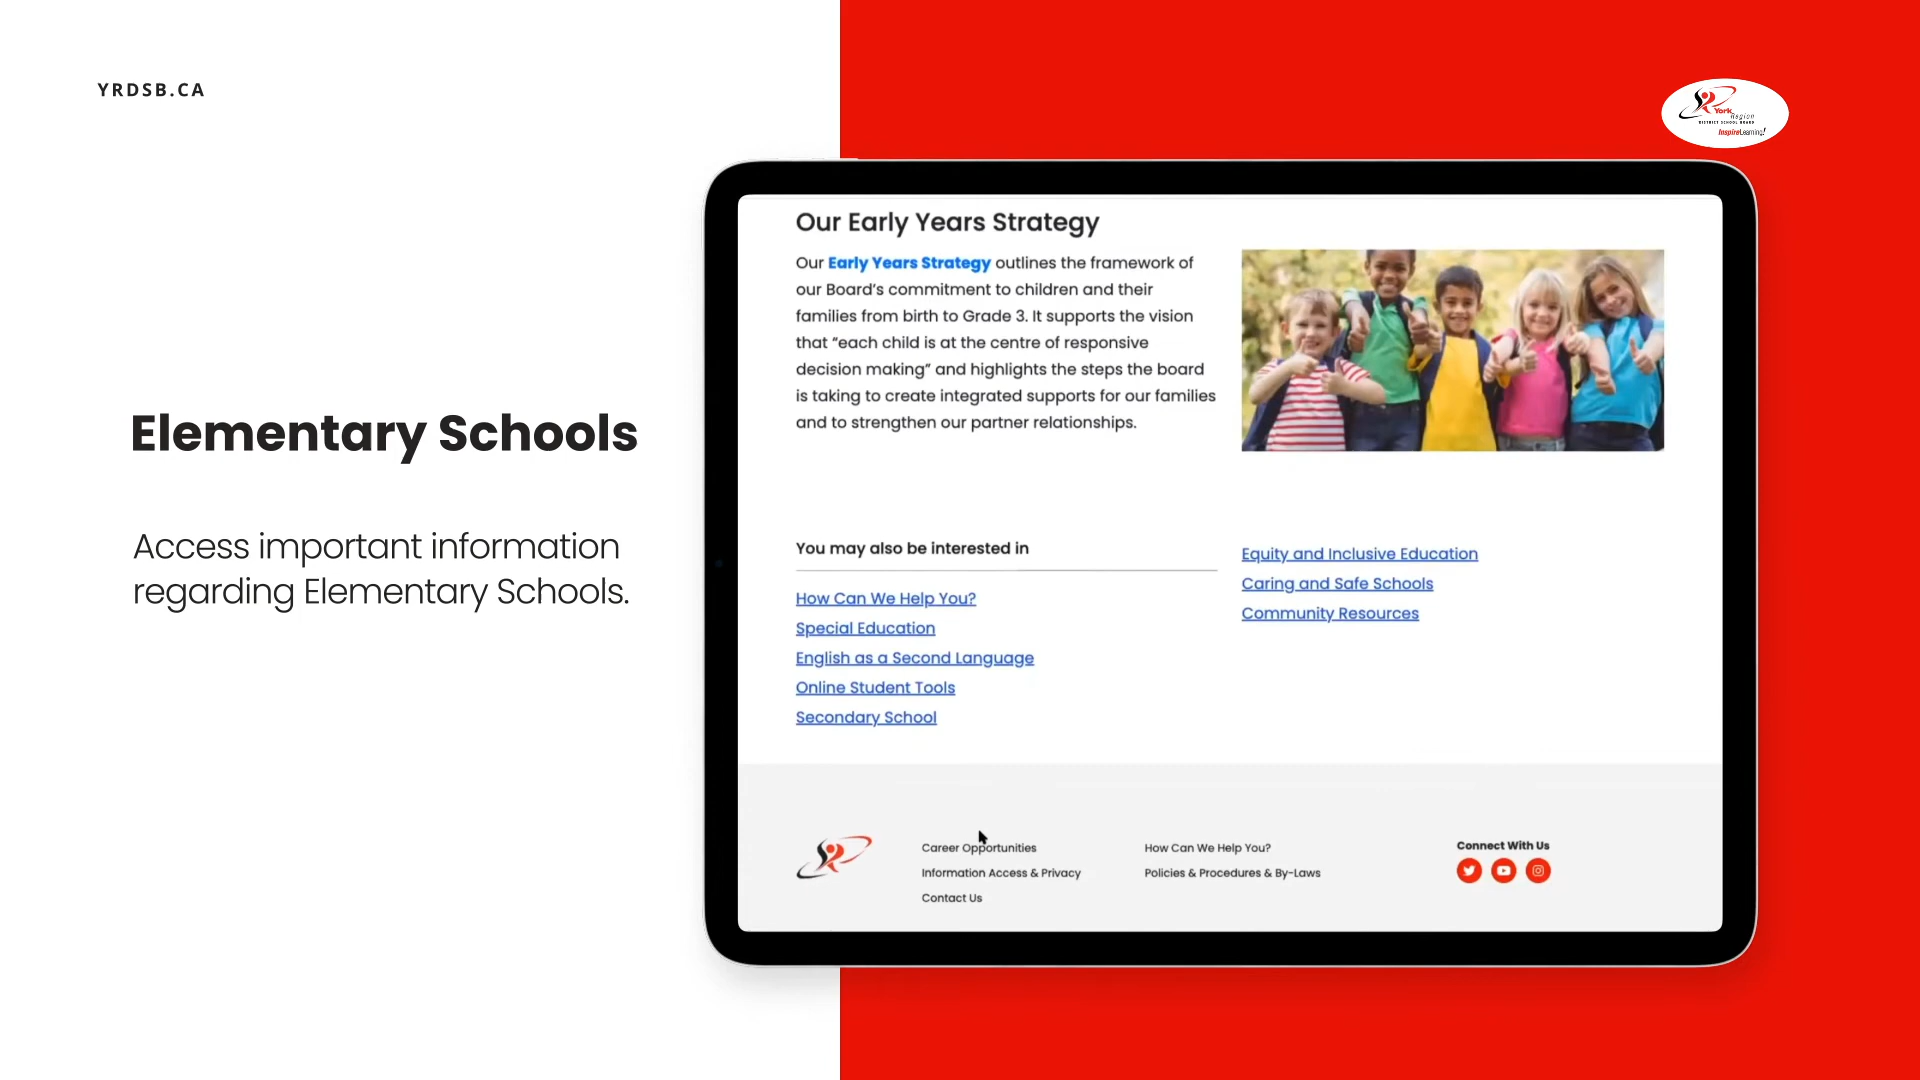 YRDSB.CA
York
Region
DISTRICT SCHOOL BOARD
InspireLearning!
Elementary Schools
Access important information
regarding Elementary Schools.
Our Early Years Strategy
Our Early Years Strategy outlines the framework of
our Board's commitment to children and their
families from birth to Grade 3. It supports the vision
that “each child is at the centre of responsive
decision making” and highlights the steps the board
is taking to create integrated supports for our families
and to strengthen our partner relationships.
You may also be interested in
How Can We Help You?
Special Education
English as a Second Language
Online Student Tools
Secondary School
Equity and Inclusive Education
Caring and Safe Schools
Community Resources
Career Opportunities
Information Access & Privacy
Contact Us
How Can We Help You?
Policies & Procedures & By-Laws
Connect With Us